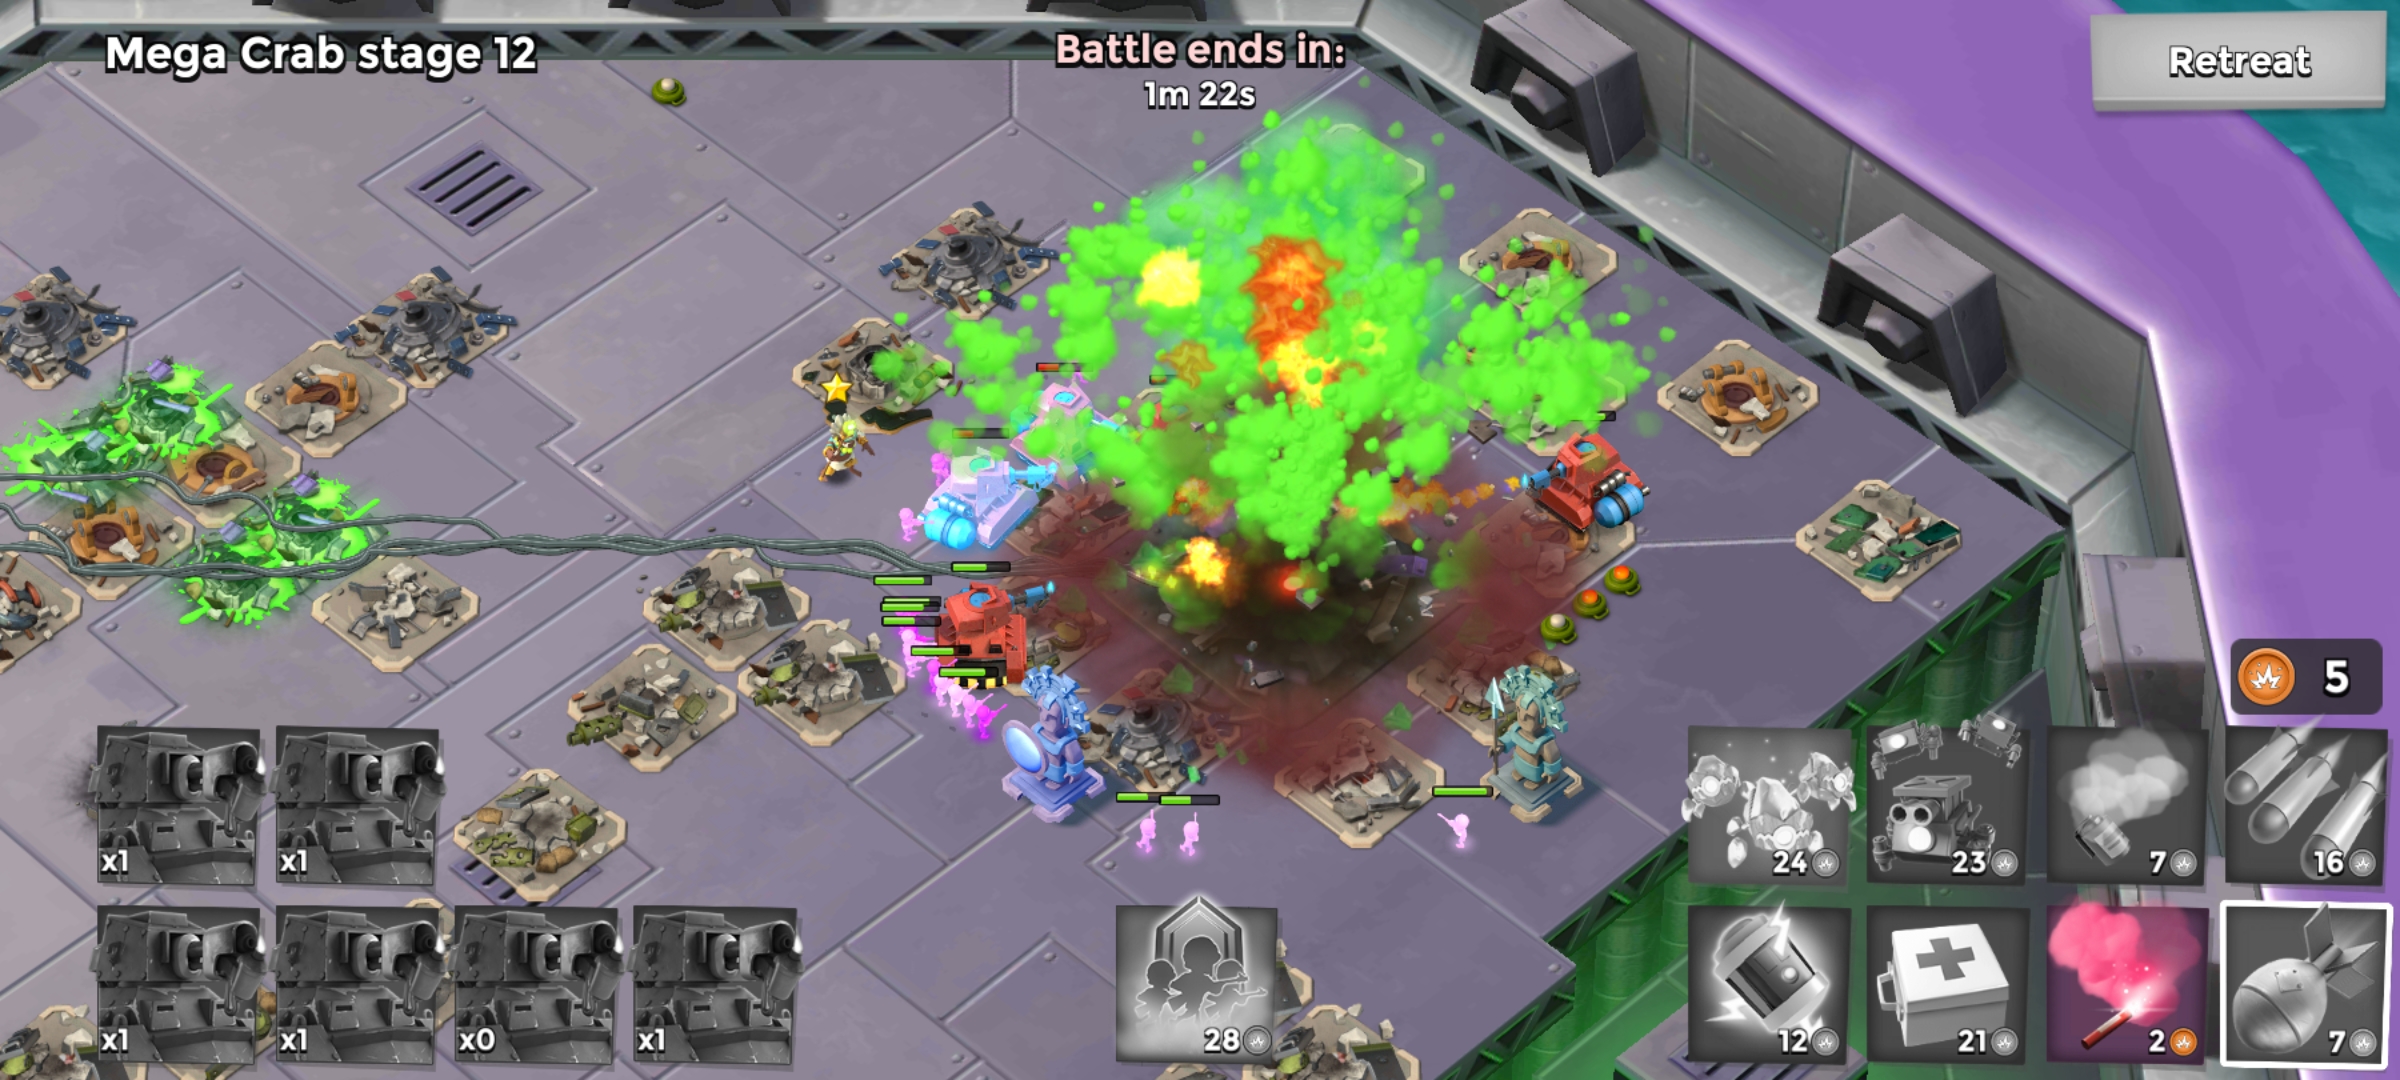 Mega Crab stage 12
Battle ends in:
1m 22s
Retreat
5
x1
x1
24
23
7
16
x1
x1
x0
x1
28
12
21
2
7